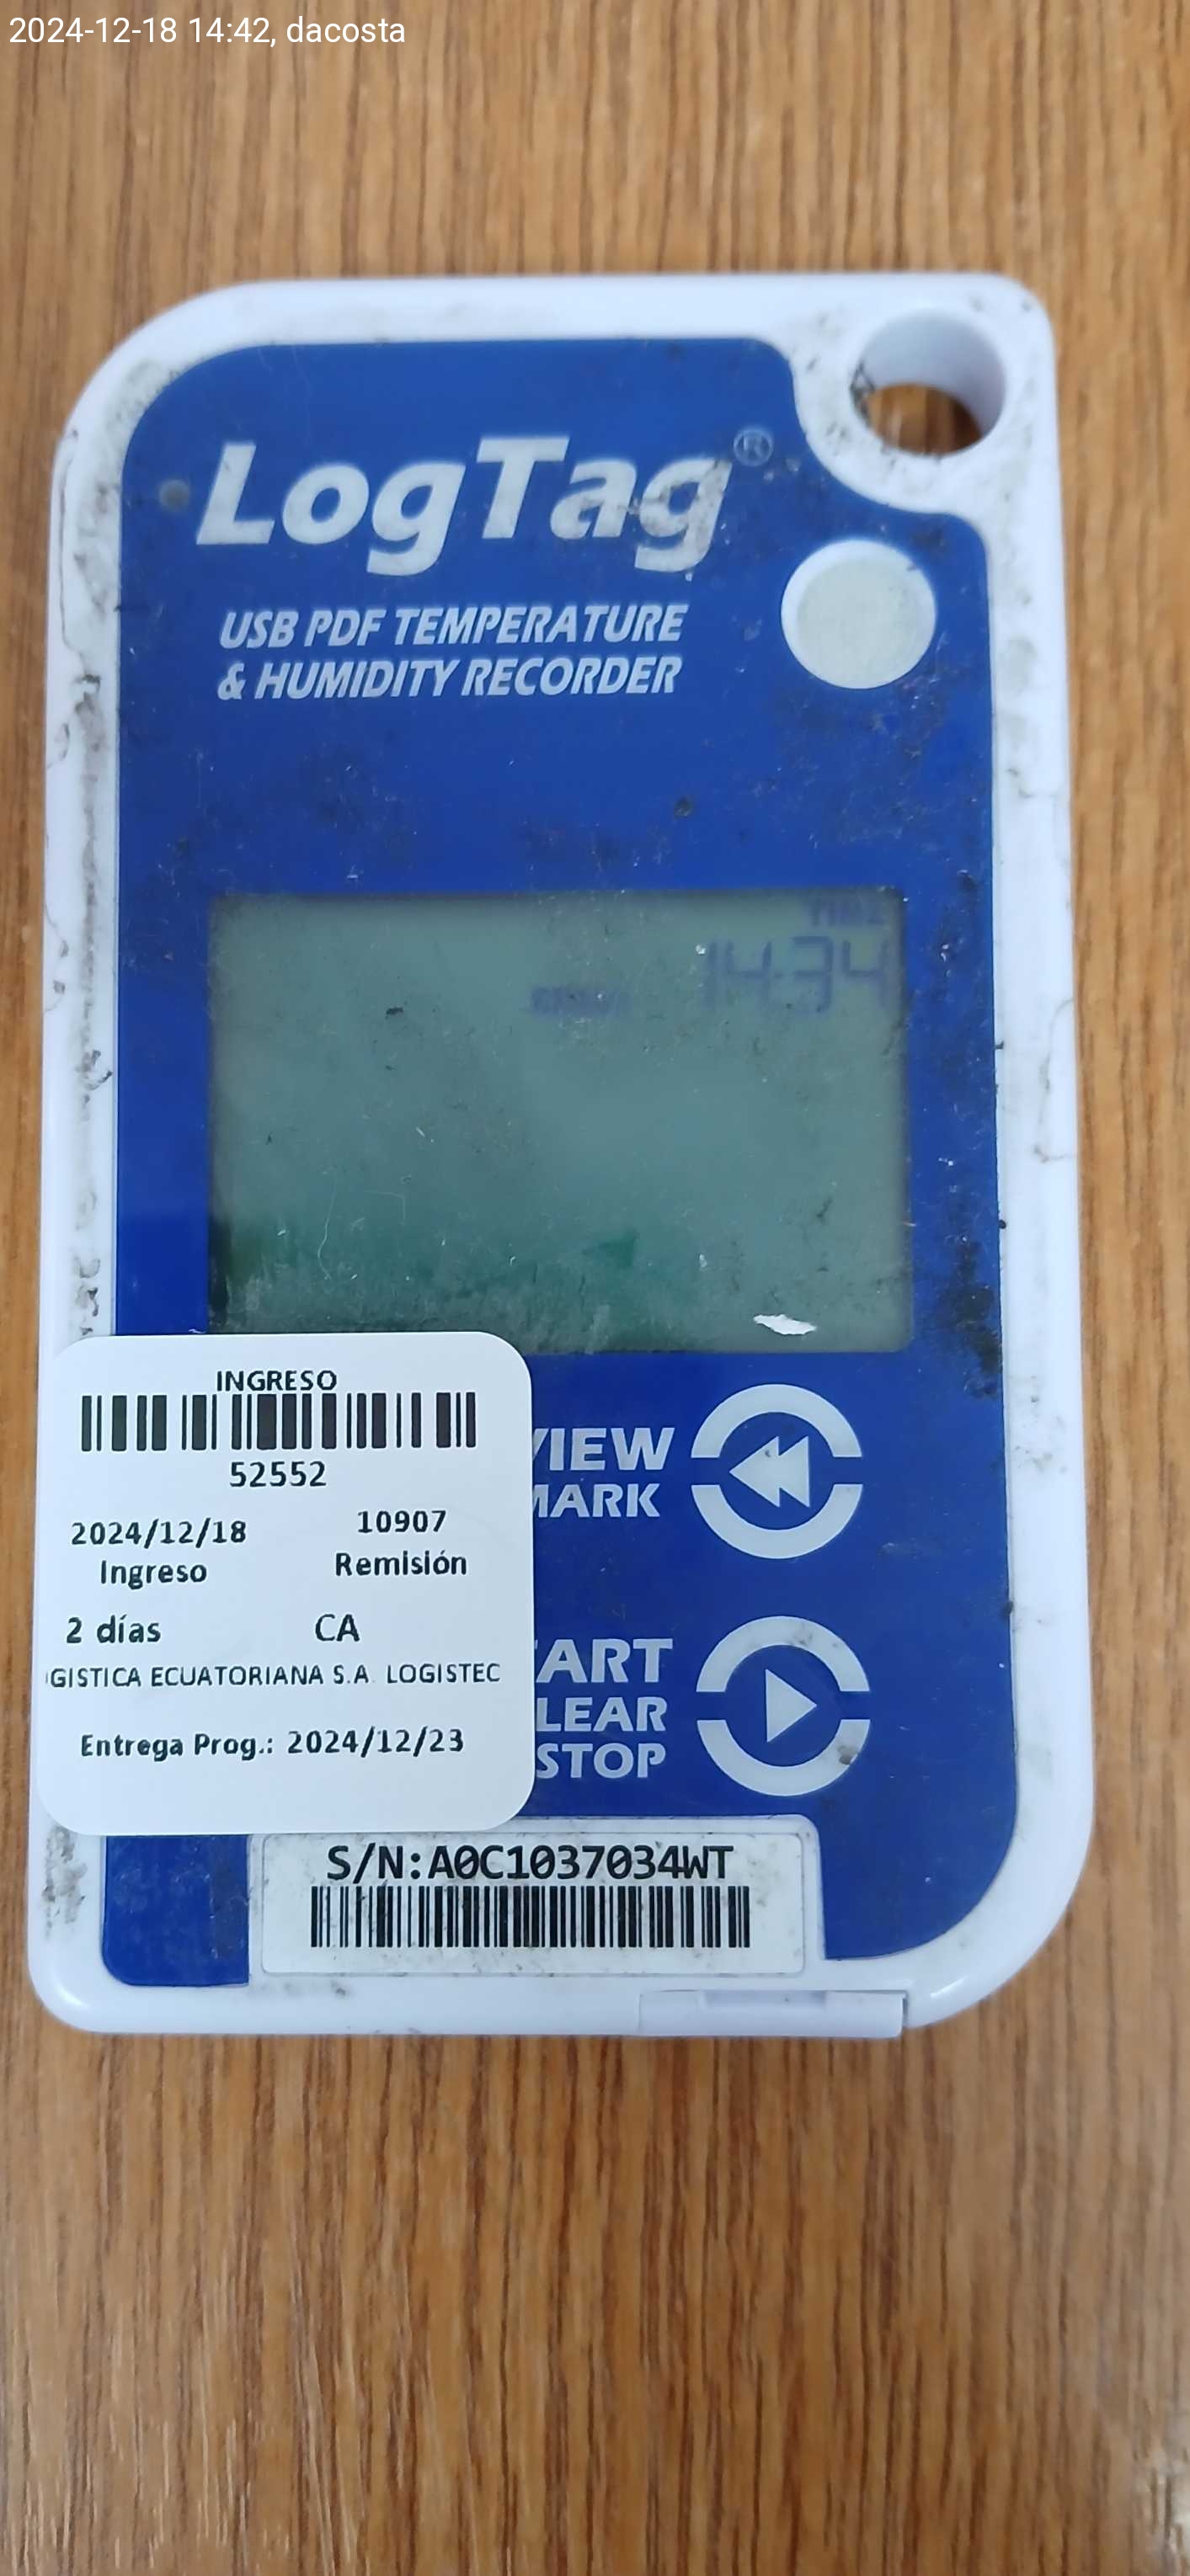 2024-12-18 14:42, dacosta
LogTag®
USB PDF TEMPERATURE
& HUMIDITY RECORDER
TIME
14:34
INGRESO
52552
2024/12/18 10907
Ingreso Remisión
2 días CA
GISTICA ECUATORIANA S.A. LOGISTEC
Entrega Prog.: 2024/12/23
VIEW
MARK
ART
LEAR
STOP
S/N:A0C1037034WT